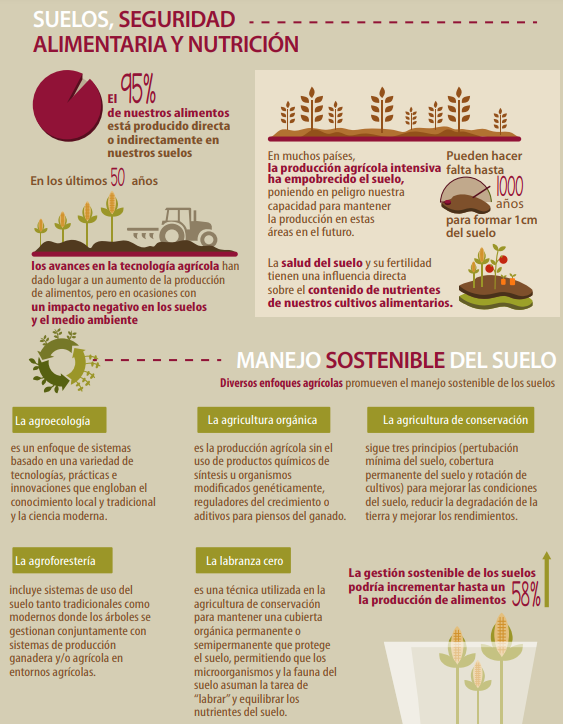 SUELOS, SEGURIDAD
ALIMENTARIA Y NUTRICIÓN
El 95%
de nuestros alimentos
está producido directa
o indirectamente en
nuestros suelos
En los últimos 50 años
los avances en la tecnología agrícola han
dado lugar a un aumento de la producción
de alimentos, pero en ocasiones con
un impacto negativo en los suelos
y el medio ambiente
En muchos países,
la producción agrícola intensiva
ha empobrecido el suelo,
poniendo en peligro nuestra
capacidad para mantener
la producción en estas
áreas en el futuro.
Pueden hacer
falta hasta
1000
años
para formar 1cm
del suelo
La salud del suelo y su fertilidad
tienen una influencia directa
sobre el contenido de nutrientes
de nuestros cultivos alimentarios.
MANEJO SOSTENIBLE DEL SUELO
Diversos enfoques agrícolas promueven el manejo sostenible de los suelos
La agroecología
es un enfoque de sistemas
basado en una variedad de
tecnologías, prácticas e
innovaciones que engloban el
conocimiento local y tradicional
y la ciencia moderna.
La agricultura orgánica
es la producción agrícola sin el
uso de productos químicos de
síntesis u organismos
modificados genéticamente,
reguladores del crecimiento o
aditivos para piensos del ganado.
La agricultura de conservación
sigue tres principios (pertubación
mínima del suelo, cobertura
permanente del suelo y rotación de
cultivos) para mejorar las condiciones
del suelo, reducir la degradación de la
tierra y mejorar los rendimientos.
La agroforestería
incluye sistemas de uso del
suelo tanto tradicionales como
modernos donde los árboles se
gestionan conjuntamente con
sistemas de producción
ganadera y/o agrícola en
entornos agrícolas.
La labranza cero
es una técnica utilizada en la
agricultura de conservación
para mantener una cubierta
orgánica permanente o
semipermanente que protege
el suelo, permitiendo que los
microorganismos y la fauna del
suelo asuman la tarea de
"labrar" y equilibrar los
nutrientes del suelo.
La gestión sostenible de los suelos
podría incrementar hasta un
la producción de alimentos 58%